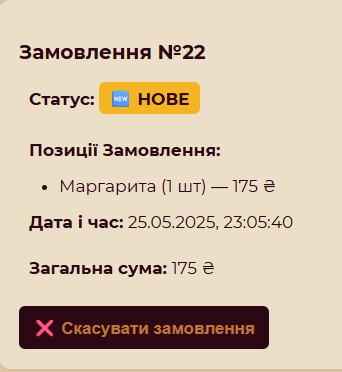 Замовлення №22
Статус: 🆕 НОВЕ
Позиції Замовлення:
• Маргарита (1 шт) — 175 ₴
Дата і час: 25.05.2025, 23:05:40
Загальна сума: 175 ₴
❌ Скасувати замовлення